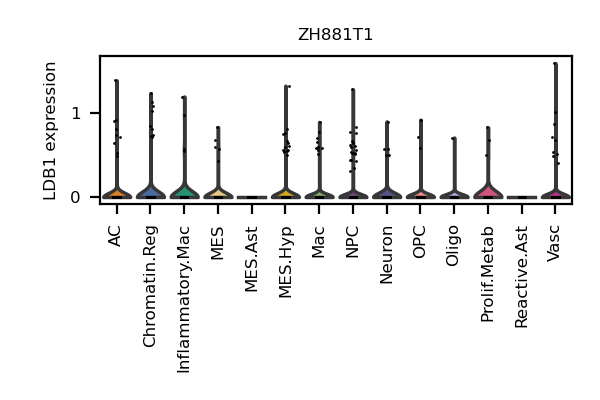 ZH881T1
LDB1 expression
1
0
AC
Chromatin.Reg
Inflammatory.Mac
MES
MES.Ast
MES.Hyp
Mac
NPC
Neuron
OPC
Oligo
Prolif.Metab
Reactive.Ast
Vasc